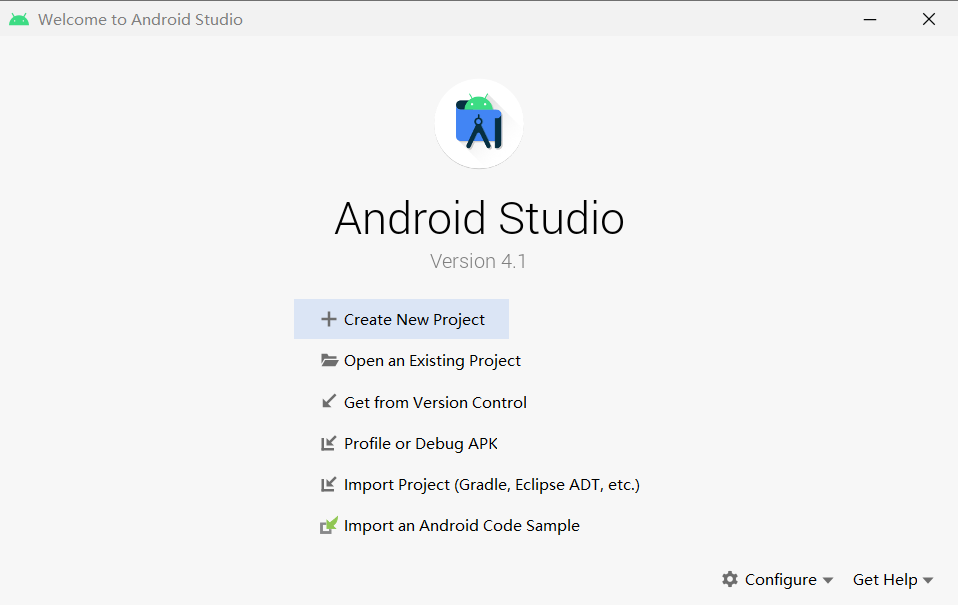 Welcome to Android Studio
Android Studio
Version 4.1
Create New Project
Open an Existing Project
Get from Version Control
Profile or Debug APK
Import Project (Gradle, Eclipse ADT, etc.)
Import an Android Code Sample
Configure Get Help